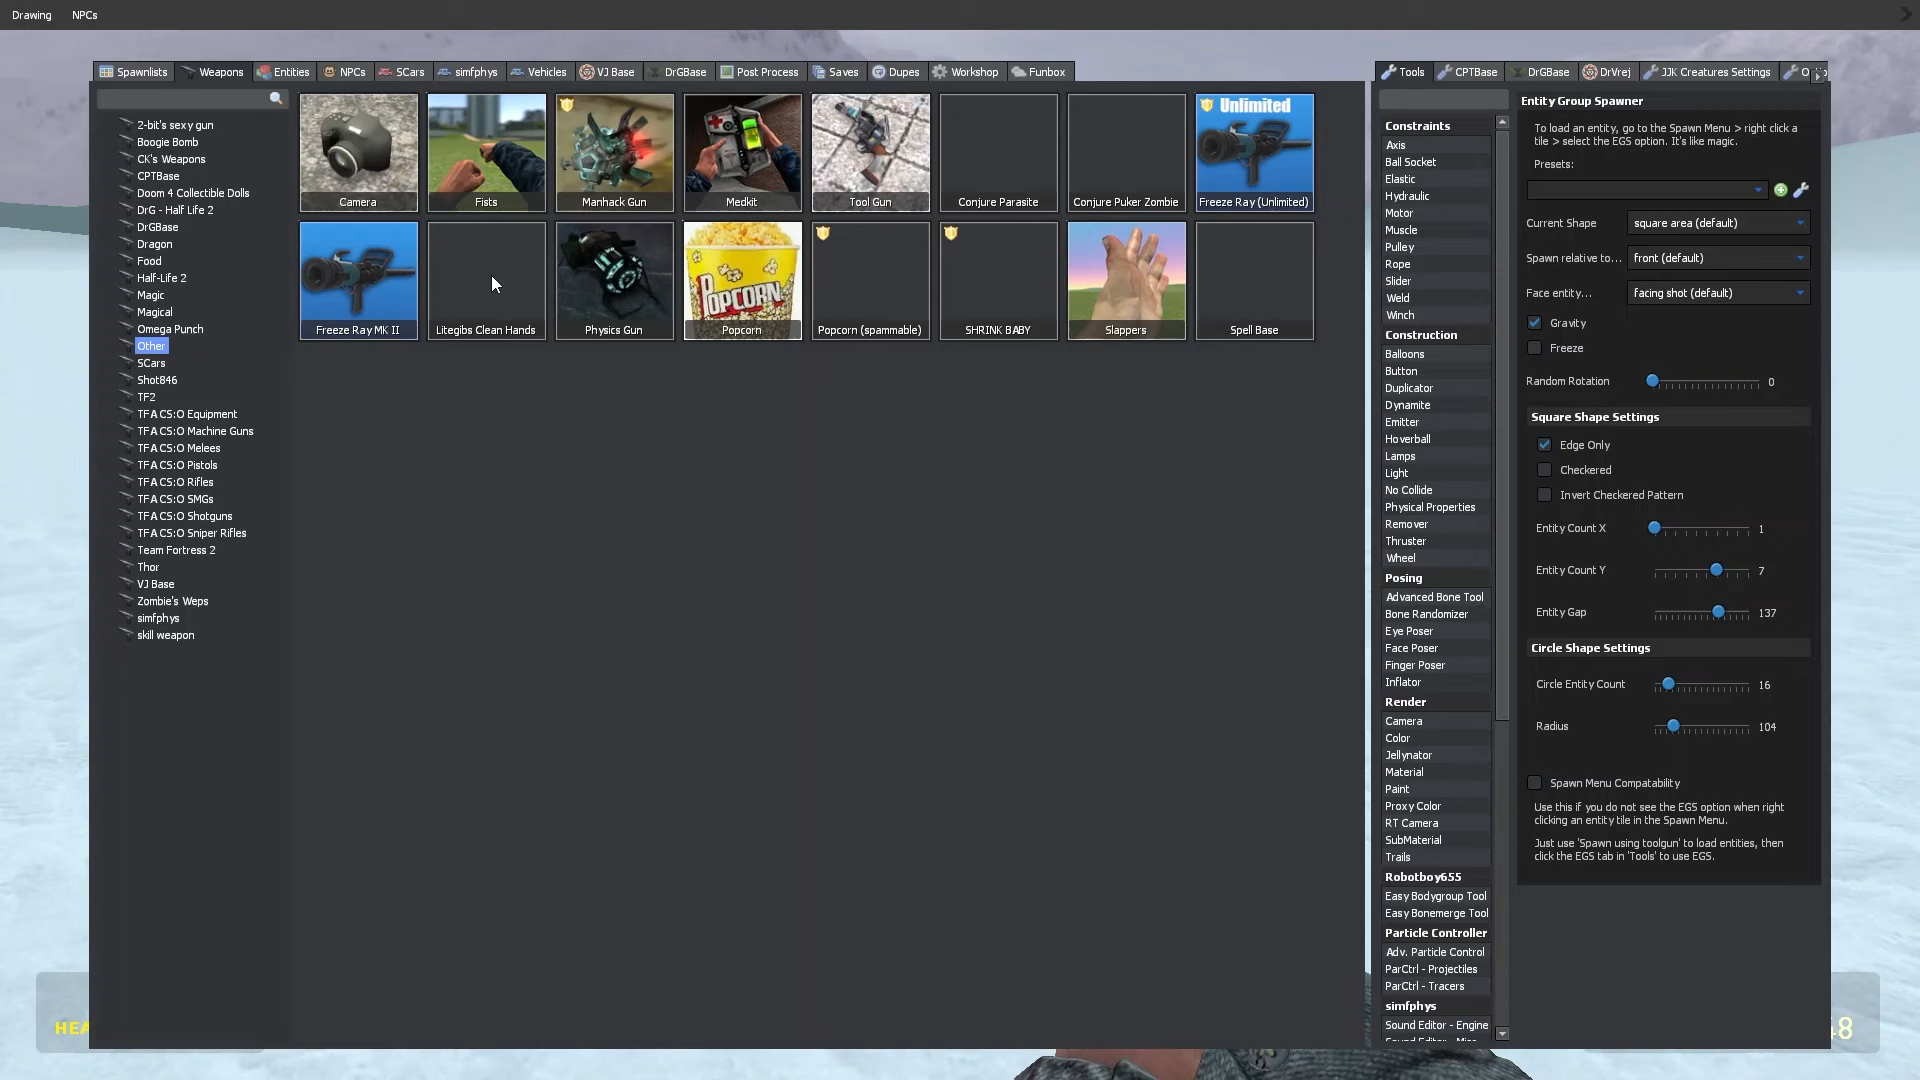 Drawing NPCs
Spawnlists Weapons Entities NPCs SCars simfphys Vehicles VJ Base DrGBase Post Process Saves Dupes Workshop Funbox
2-bit's sexy gun
Boogie Bomb
CK's Weapons
CPTBase
Doom 4 Collectible Dolls
DrG - Half Life 2
DrGBase
Dragon
Food
Half-Life 2
Magic
Magical
Omega Punch
Other
SCars
Shot846
TF2
TFA CS:O Equipment
TFA CS:O Machine Guns
TFA CS:O Melees
TFA CS:O Pistols
TFA CS:O Rifles
TFA CS:O SMGs
TFA CS:O Shotguns
TFA CS:O Sniper Rifles
Team Fortress 2
Thor
VJ Base
Zombie's Weps
simfphys
skill weapon
Unlimited
Camera Fists Manhack Gun Medkit Tool Gun Conjure Parasite Conjure Puker Zombie Freeze Ray (Unlimited)
POPCORN
Freeze Ray MK II Litegibs Clean Hands Physics Gun Popcorn Popcorn (spammable) SHRINK BABY Slappers Spell Base
Tools CPTBase DrGBase DrVrej JJK Creatures Settings
Constraints
Axis
Ball Socket
Elastic
Hydraulic
Motor
Muscle
Pulley
Rope
Slider
Weld
Winch
Construction
Balloons
Button
Duplicator
Dynamite
Emitter
Hoverball
Lamps
Light
No Collide
Physical Properties
Remover
Thruster
Wheel
Posing
Advanced Bone Tool
Bone Randomizer
Eye Poser
Face Poser
Finger Poser
Inflator
Render
Camera
Color
Jellynator
Material
Paint
Proxy Color
RT Camera
SubMaterial
Trails
Robotboy655
Easy Bodygroup Tool
Easy Bonemerge Tool
Particle Controller
Adv. Particle Control
ParCtrl - Projectiles
ParCtrl - Tracers
simfphys
Sound Editor - Engine
Entity Group Spawner
To load an entity, go to the Spawn Menu > right click a
tile > select the EGS option. It's like magic.
Presets:
Current Shape square area (default)
Spawn relative to... front (default)
Face entity... facing shot (default)
Gravity
Freeze
Random Rotation 0
Square Shape Settings
Edge Only
Checkered
Invert Checkered Pattern
Entity Count X 1
Entity Count Y 7
Entity Gap 137
Circle Shape Settings
Circle Entity Count 16
Radius 104
Spawn Menu Compatability
Use this if you do not see the EGS option when right
clicking an entity tile in the Spawn Menu.
Just use 'Spawn using toolgun' to load entities, then
click the EGS tab in 'Tools' to use EGS.
HEA